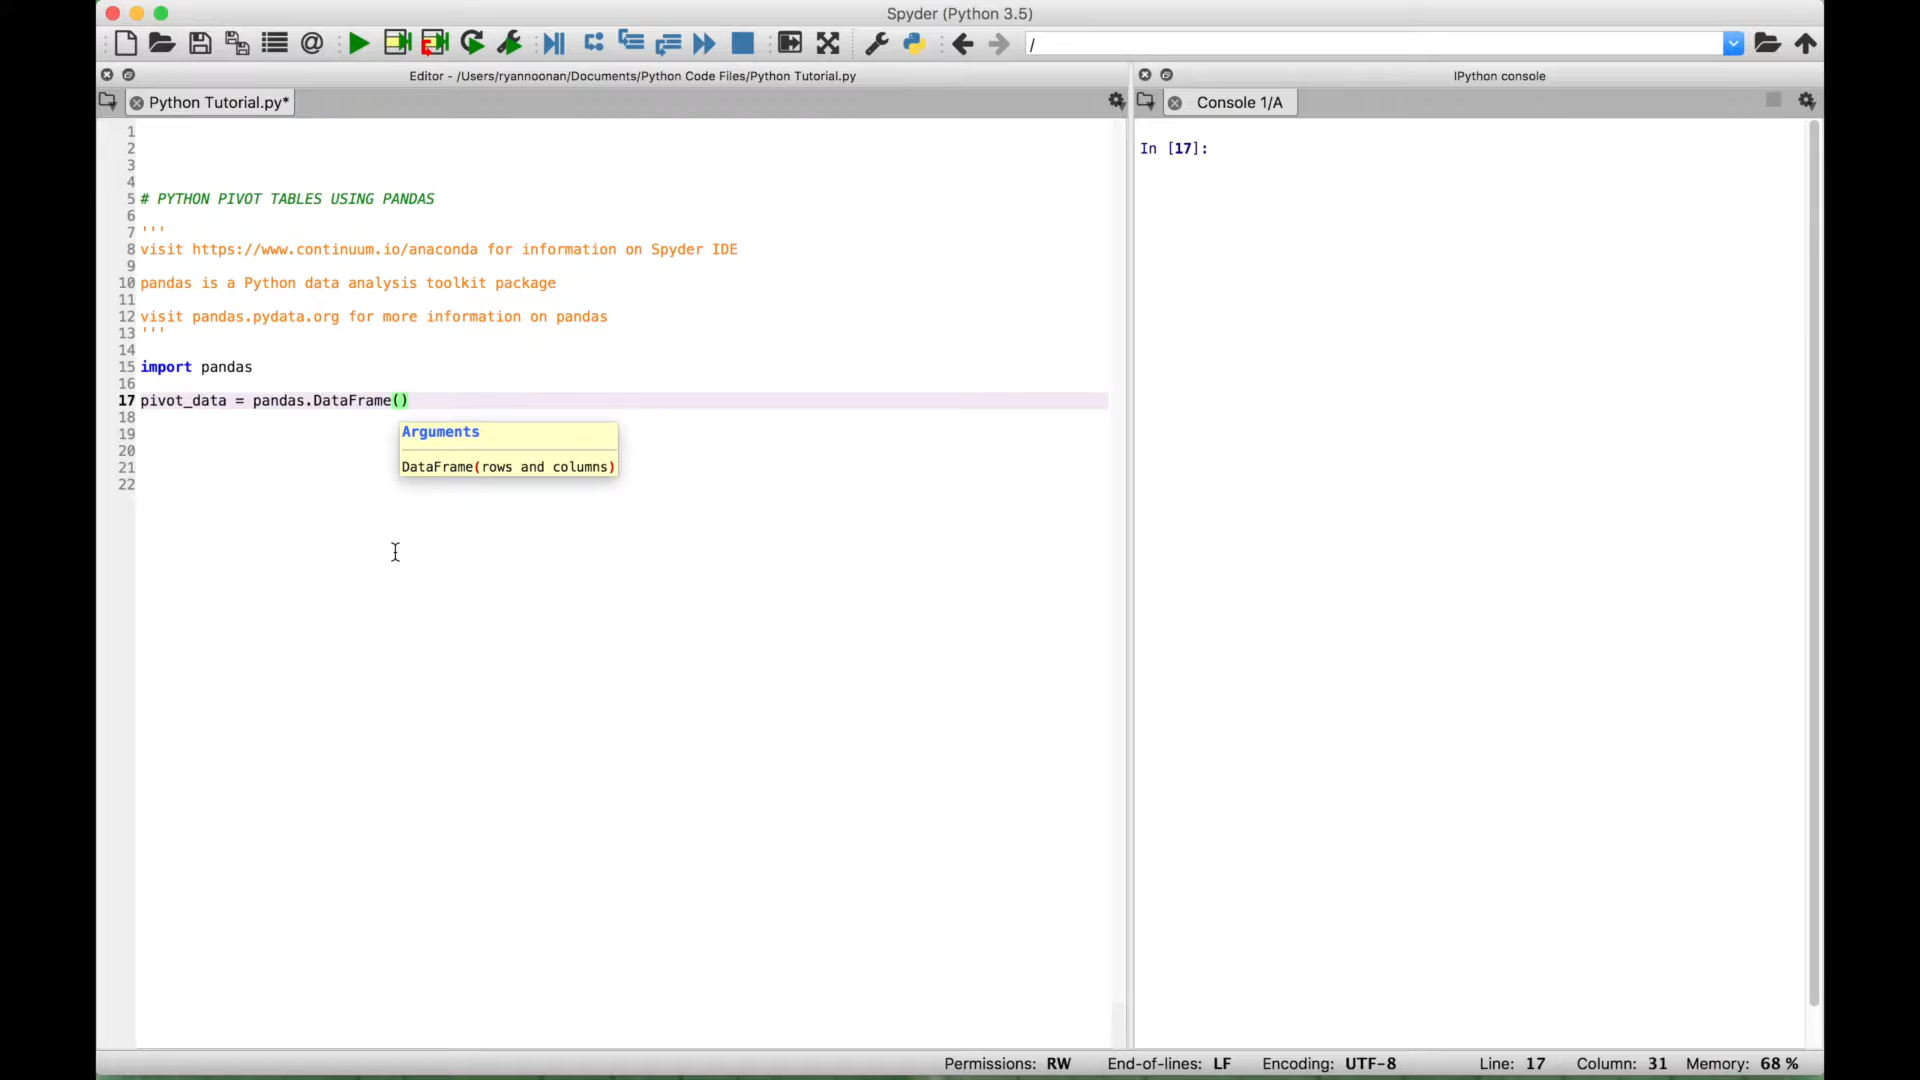 Spyder (Python 3.5)
/
Editor - /Users/ryannoonan/Documents/Python Code Files/Python Tutorial.py
IPython console
Python Tutorial.py*
Console 1/A
1
2
3
4
5 # PYTHON PIVOT TABLES USING PANDAS
6
7 '''
8 visit https://www.continuum.io/anaconda for information on Spyder IDE
9
10 pandas is a Python data analysis toolkit package
11
12 visit pandas.pydata.org for more information on pandas
13 '''
14
15 import pandas
16
17 pivot_data = pandas.DataFrame()
18
19
20
21
22
Arguments
DataFrame(rows and columns)
In [17]:
Permissions: RW End-of-lines: LF Encoding: UTF-8 Line: 17 Column: 31 Memory: 68 %